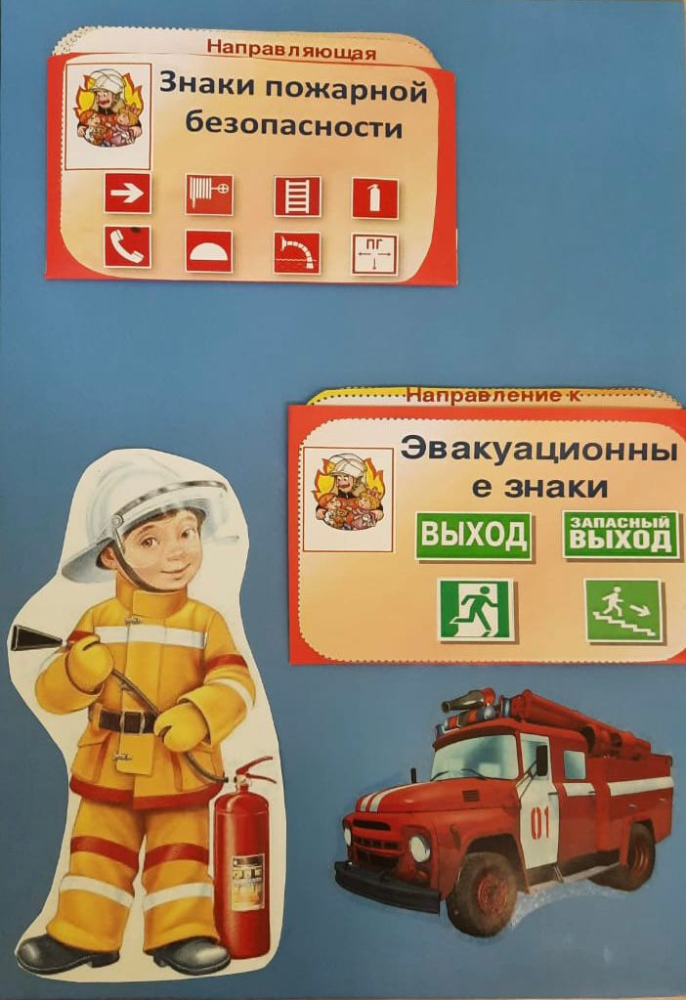 Направляющая
Знаки пожарной
безопасности
ПГ
Направление к
Эвакуационны
е знаки
ВЫХОД
ЗАПАСНЫЙ
ВЫХОД
01